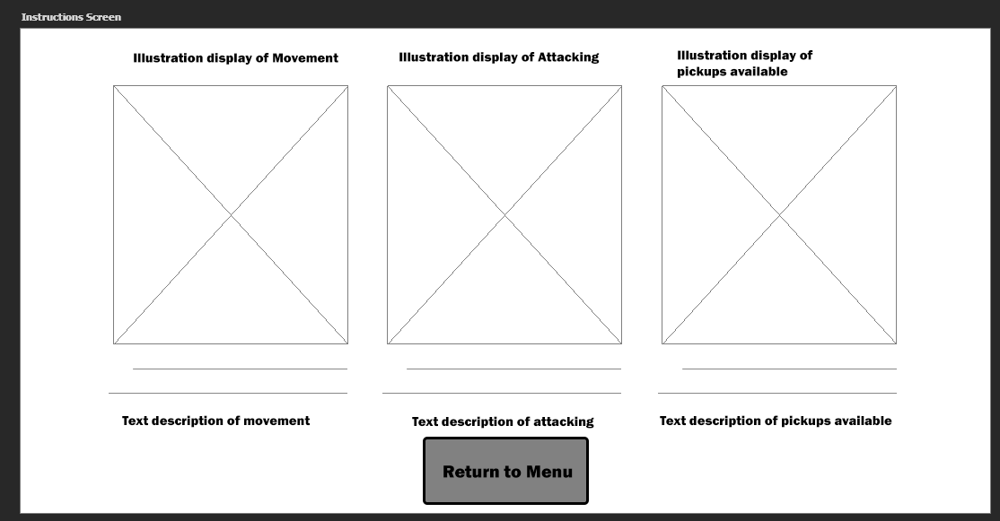 Instructions Screen
Illustration display of Movement
Illustration display of Attacking
Illustration display of
pickups available
Text description of movement
Text description of attacking
Text description of pickups available
Return to Menu